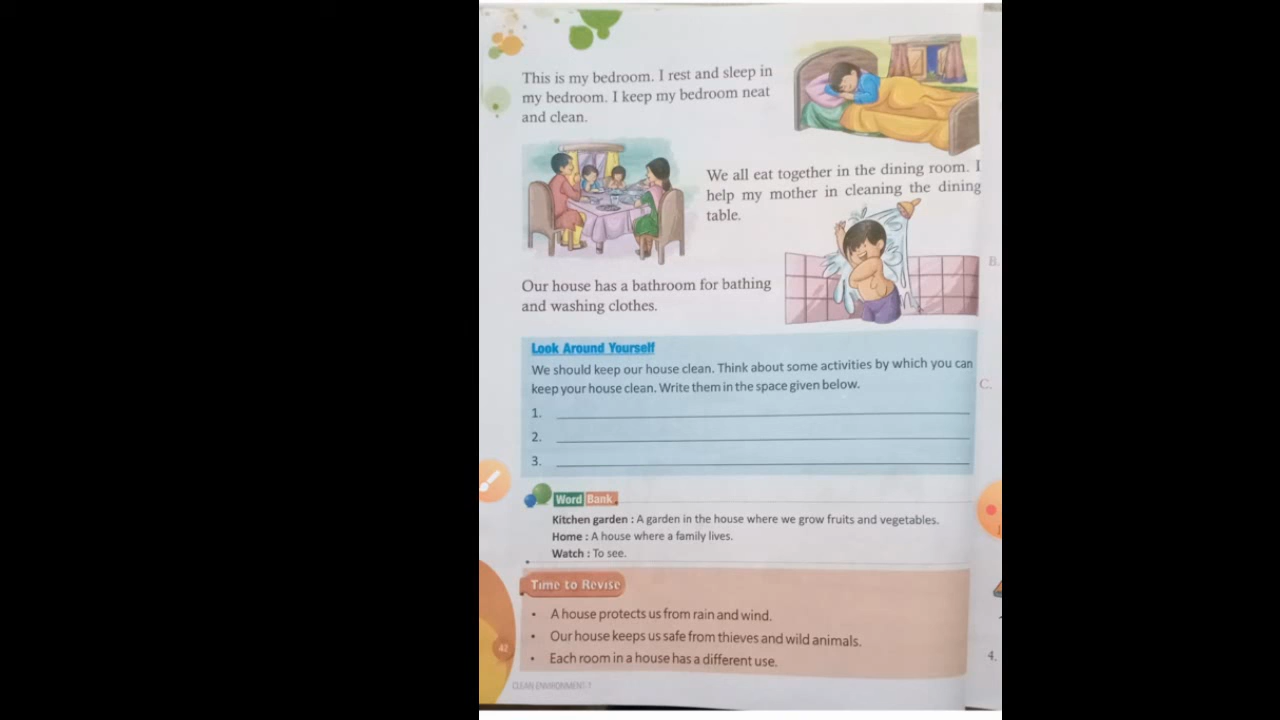 This is my bedroom. I rest and sleep in
my bedroom. I keep my bedroom neat
and clean.
We all eat together in the dining room. I
help my mother in cleaning the dining
table.
Our house has a bathroom for bathing
and washing clothes.
Look Around Yourself
We should keep our house clean. Think about some activities by which you can
keep your house clean. Write them in the space given below.
1.
2.
3.
Word Bank
Kitchen garden : A garden in the house where we grow fruits and vegetables.
Home : A house where a family lives.
Watch : To see.
Time to Revise
• A house protects us from rain and wind.
• Our house keeps us safe from thieves and wild animals.
• Each room in a house has a different use.
42
CLEAN ENVIRONMENT-1
B.
C.
4.